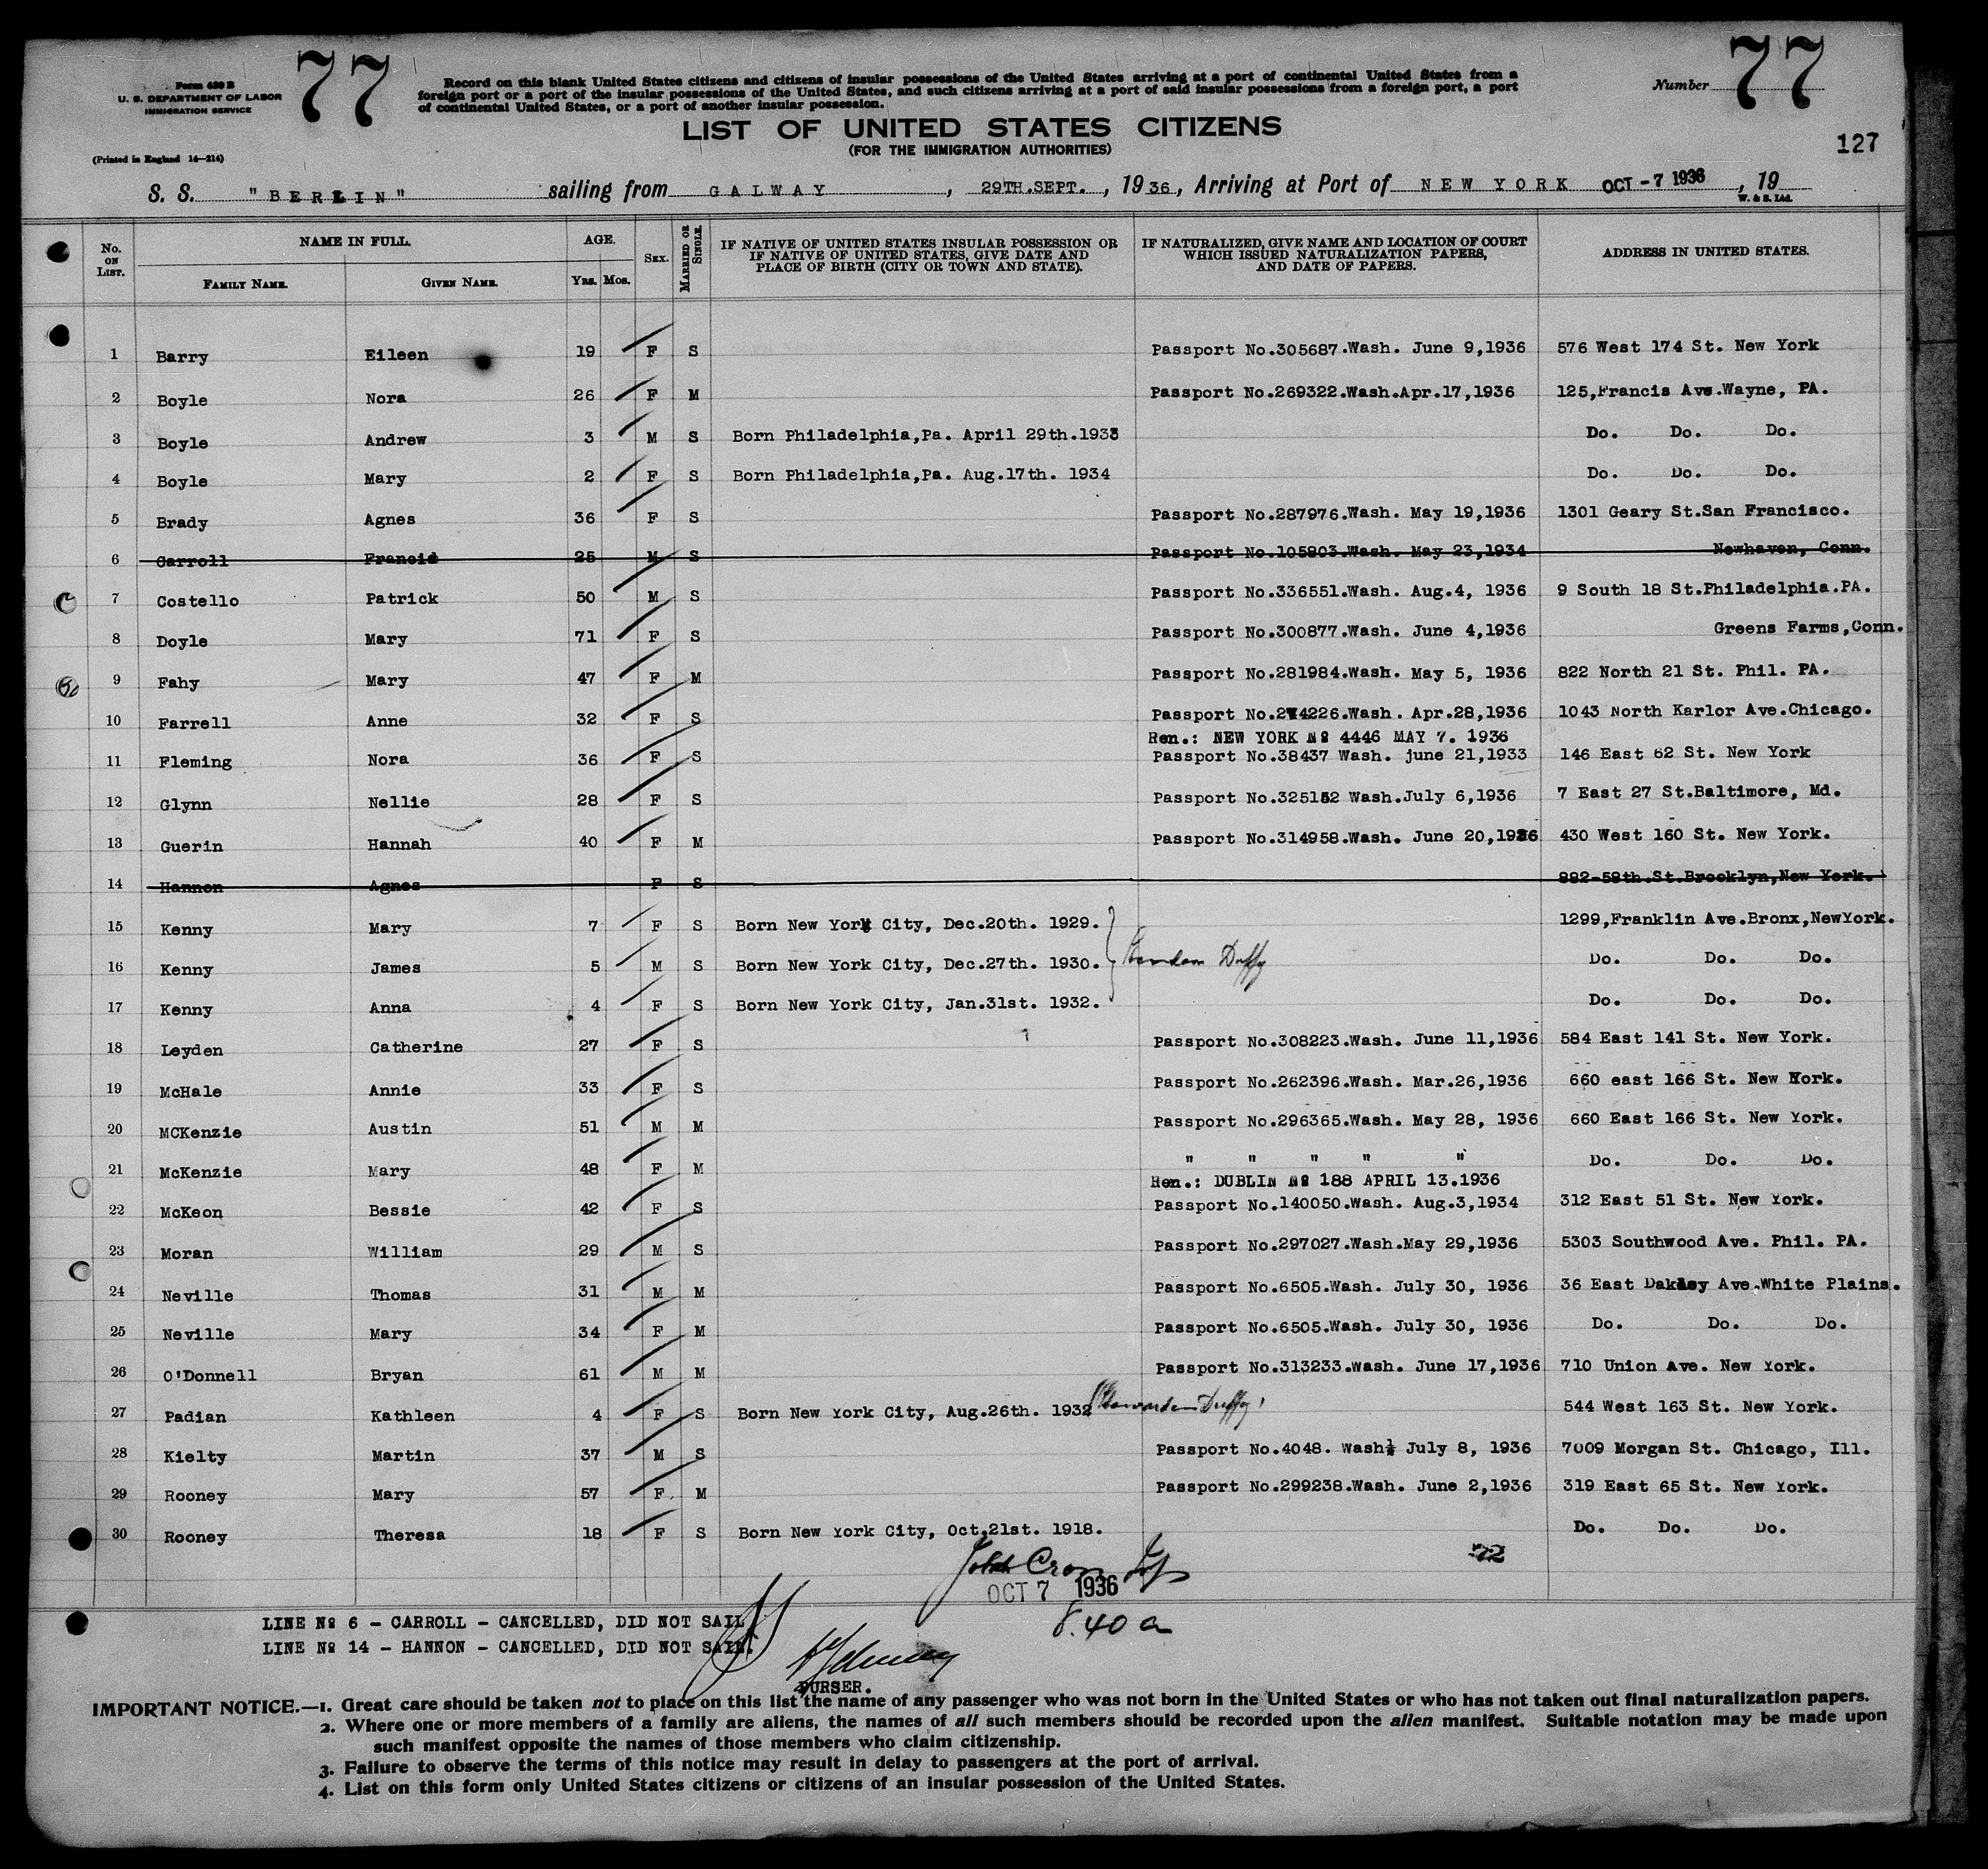 77
77
Form 630 B
U. S. DEPARTMENT OF LABOR
IMMIGRATION SERVICE
(Printed in England 14—214)
Record on this blank United States citizens and citizens of insular possessions of the United States arriving at a port of continental United States from a
foreign port or a port of the insular possessions of the United States, and such citizens arriving at a port of said insular possessions from a foreign port, a port
of continental United States, or a port of another insular possession.
Number
127
LIST OF UNITED STATES CITIZENS
(FOR THE IMMIGRATION AUTHORITIES)
S. S. "BERLIN" sailing from GALWAY, 29TH.SEPT., 1936, Arriving at Port of NEW YORK OCT - 7 1936, 19
W. & S. Ltd.
No. ON LIST. NAME IN FULL. AGE. SEX. MARRIED OR SINGLE. IF NATIVE OF UNITED STATES INSULAR POSSESSION OR IF NATIVE OF UNITED STATES, GIVE DATE AND PLACE OF BIRTH (CITY OR TOWN AND STATE). IF NATURALIZED, GIVE NAME AND LOCATION OF COURT WHICH ISSUED NATURALIZATION PAPERS, AND DATE OF PAPERS. ADDRESS IN UNITED STATES.
FAMILY NAME. GIVEN NAME. YRS. MOS.
1 Barry Eileen 19 F S Passport No.305687.Wash. June 9,1936 576 West 174 St. New York
2 Boyle Nora 26 F M Passport No.269322.Wash.Apr.17,1936 125,Francis Ave.Wayne, PA.
3 Boyle Andrew 3 M S Born Philadelphia,Pa. April 29th.1933 Do. Do. Do.
4 Boyle Mary 2 F S Born Philadelphia,Pa. Aug.17th. 1934 Do. Do. Do.
5 Brady Agnes 36 F S Passport No.287976.Wash. May 19,1936 1301 Geary St.San Francisco.
6 Carroll Francis 25 M S Passport No.105803.Wash. May 23,1934 Newhaven, Conn.
7 Costello Patrick 50 M S Passport No.336551.Wash. Aug.4, 1936 9 South 18 St.Philadelphia.PA.
8 Doyle Mary 71 F S Passport No.300877.Wash. June 4,1936 Greens Farms,Conn.
9 Fahy Mary 47 F M Passport No.281984.Wash. May 5, 1936 822 North 21 St. Phil. PA.
10 Farrell Anne 32 F S Passport No.274226.Wash. Apr.28,1936 1043 North Karlor Ave.Chicago.
Ren.: NEW YORK No 4446 MAY 7. 1936
11 Fleming Nora 36 F S Passport No.38437 Wash. june 21,1933 146 East 62 St. New York
12 Glynn Nellie 28 F S Passport No.325152 Wash.July 6,1936 7 East 27 St.Baltimore, Md.
13 Guerin Hannah 40 F M Passport No.314958.Wash. June 20,1936 430 West 160 St. New York.
14 Hannon Agnes F S 882-58th.St.Brooklyn,New York.
15 Kenny Mary 7 F S Born New York City, Dec.20th. 1929. 1299,Franklin Ave.Bronx,NewYork.
16 Kenny James 5 M S Born New York City, Dec.27th. 1930. Duffy Do. Do. Do.
17 Kenny Anna 4 F S Born New York City, Jan.31st. 1932. Do. Do. Do.
18 Leyden Catherine 27 F S Passport No.308223.Wash. June 11,1936 584 East 141 St. New York.
19 McHale Annie 33 F S Passport No.262396.Wash. Mar.26,1936 660 east 166 St. New York.
20 MCKenzie Austin 51 M M Passport No.296365.Wash. May 28, 1936 660 East 166 St. New York.
21 McKenzie Mary 48 F M " " " " " Do. Do. Do.
Ren.: DUBLIN No 188 APRIL 13.1936
22 McKeon Bessie 42 F S Passport No.140050.Wash. Aug.3,1934 312 East 51 St. New York.
23 Moran William 29 M S Passport No.297027.Wash.May 29,1936 5303 Southwood Ave. Phil. PA.
24 Neville Thomas 31 M M Passport No.6505.Wash. July 30, 1936 36 East Dakley Ave.White Plains.
25 Neville Mary 34 F M Passport No.6505.Wash. July 30, 1936 Do. Do. Do.
26 O'Donnell Bryan 61 M M Passport No.313233.Wash. June 17,1936 710 Union Ave. New York.
27 Padian Kathleen 4 F S Born New York City, Aug.26th. 1932 Duffy 544 West 163 St. New York.
28 Kielty Martin 37 M S Passport No.4048. Wash. July 8, 1936 7009 Morgan St. Chicago, Ill.
29 Rooney Mary 57 F M Passport No.299238.Wash. June 2,1936 319 East 65 St. New York.
30 Rooney Theresa 18 F S Born New York City, Oct.21st. 1918. Do. Do. Do.
72
OCT 7 1936
8.40 a
LINE No 6 - CARROLL - CANCELLED, DID NOT SAIL
LINE No 14 - HANNON - CANCELLED, DID NOT SAIL.
PURSER.
IMPORTANT NOTICE.—1. Great care should be taken not to place on this list the name of any passenger who was not born in the United States or who has not taken out final naturalization papers.
2. Where one or more members of a family are aliens, the names of all such members should be recorded upon the alien manifest. Suitable notation may be made upon
such manifest opposite the names of those members who claim citizenship.
3. Failure to observe the terms of this notice may result in delay to passengers at the port of arrival.
4. List on this form only United States citizens or citizens of an insular possession of the United States.